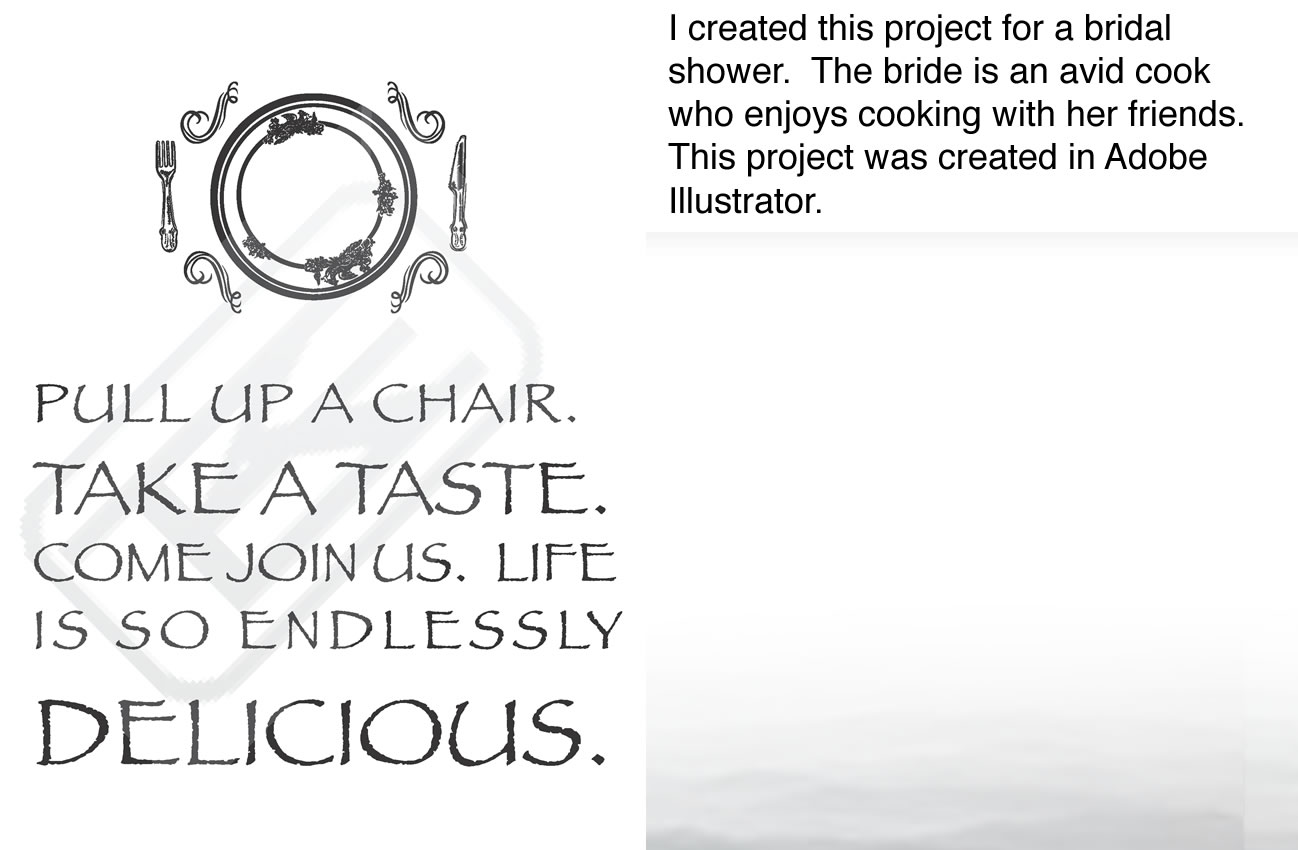 PULL UP A CHAIR.
TAKE A TASTE.
COME JOIN US.  LIFE
IS SO ENDLESSLY
DELICIOUS.
I created this project for a bridal
shower.  The bride is an avid cook
who enjoys cooking with her friends.
This project was created in Adobe
Illustrator.